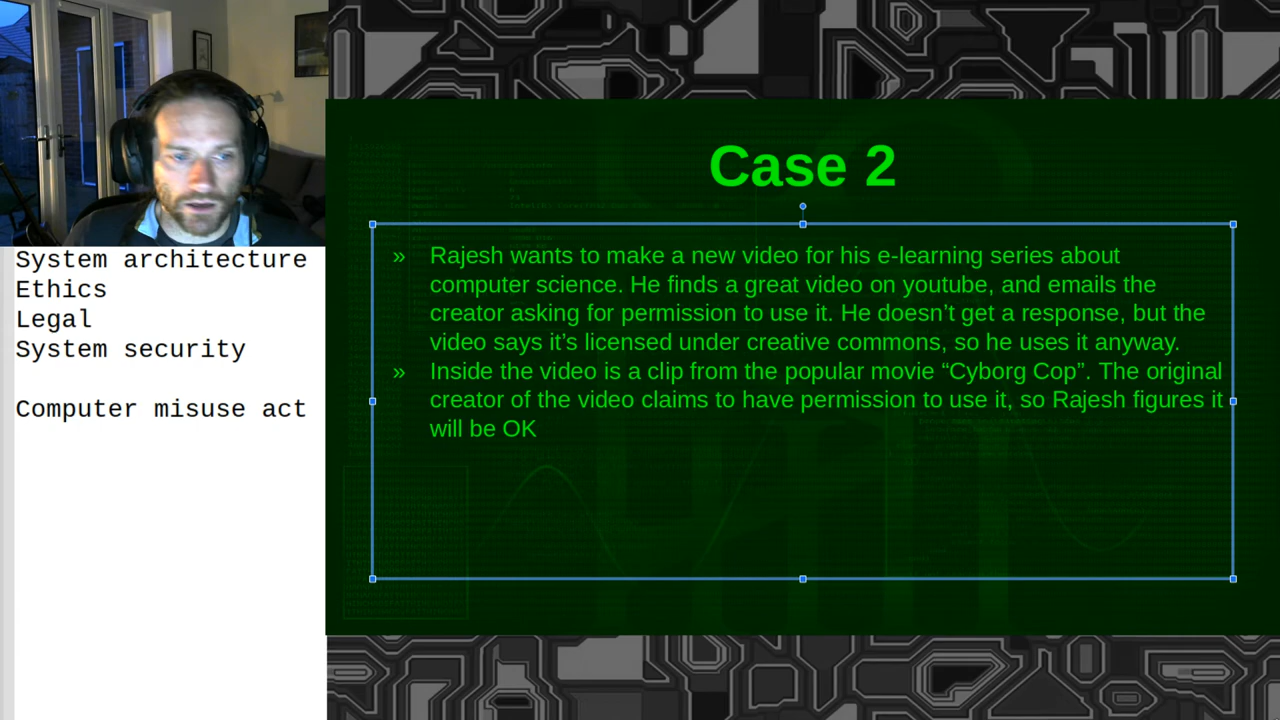 System architecture
Ethics
Legal
System security
Computer misuse act
Case 2
» Rajesh wants to make a new video for his e-learning series about
computer science. He finds a great video on youtube, and emails the
creator asking for permission to use it. He doesn’t get a response, but the
video says it’s licensed under creative commons, so he uses it anyway.
» Inside the video is a clip from the popular movie “Cyborg Cop”. The original
creator of the video claims to have permission to use it, so Rajesh figures it
will be OK